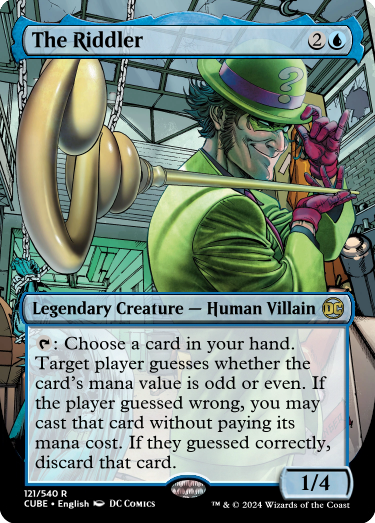 The Riddler 2
?
Legendary Creature — Human Villain DC
: Choose a card in your hand.
Target player guesses whether the
card's mana value is odd or even. If
the player guessed wrong, you may
cast that card without paying its
mana cost. If they guessed correctly,
discard that card.
1/4
121/540 R
CUBE • English DC COMICS ™ & © 2024 Wizards of the Coast